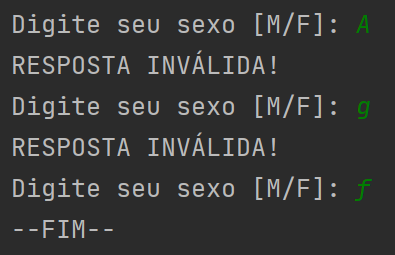 Digite seu sexo [M/F]: A
RESPOSTA INVÁLIDA!
Digite seu sexo [M/F]: g
RESPOSTA INVÁLIDA!
Digite seu sexo [M/F]: f
--FIM--